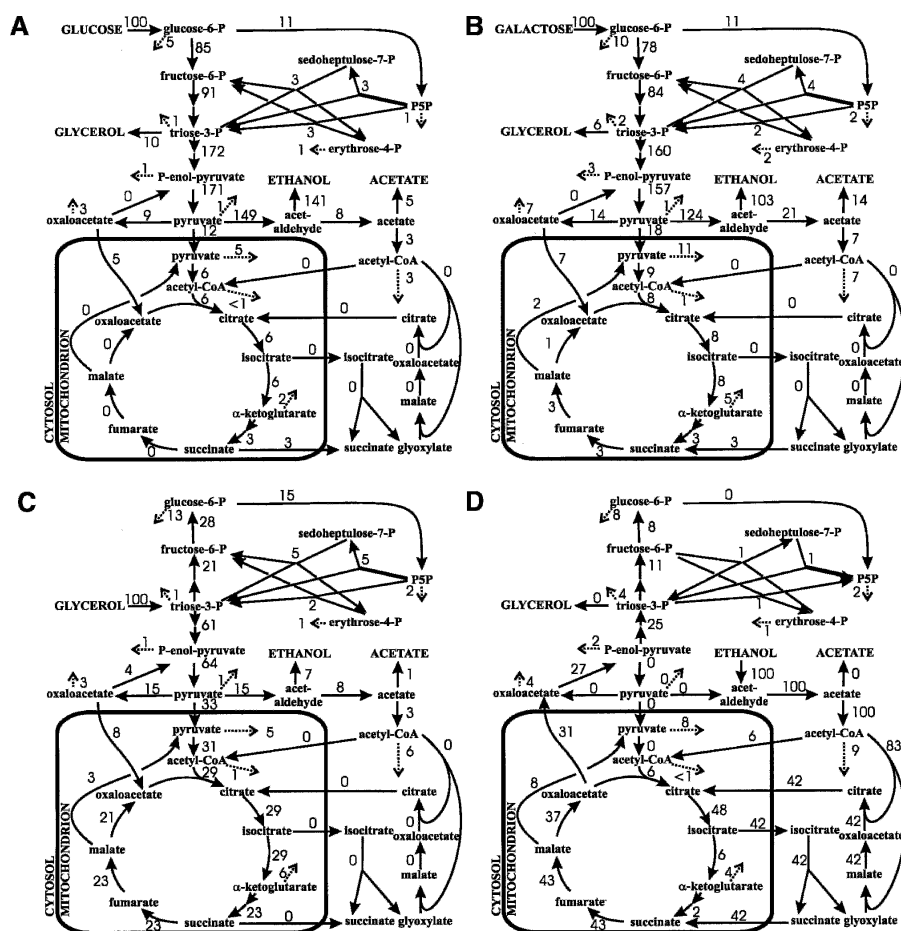 A
GLUCOSE 100 glucose-6-P 11
5
85
fructose-6-P
sedoheptulose-7-P
3
3
91
P5P
1
GLYCEROL 10
1
triose-3-P
3
172
1
erythrose-4-P
1
P-enol-pyruvate
0
171
1
ETHANOL
141
ACETATE
5
3
oxaloacetate 9 pyruvate 149 acet-aldehyde 8 acetate
12
3
5
pyruvate 5
acetyl-CoA
6
0
acetyl-CoA
3
0
<1
6
0
oxaloacetate
citrate 0 citrate
0
6
0
isocitrate 0 isocitrate
oxaloacetate
malate
6
0
0
malate
2
α-ketoglutarate
0
fumarate
3
0
succinate 3 succinate glyoxylate
CYTOSOL
MITOCHONDRION
B
GALACTOSE 100 glucose-6-P 11
10
78
fructose-6-P
sedoheptulose-7-P
4
4
84
P5P
2
GLYCEROL 6
2
triose-3-P
2
160
2
erythrose-4-P
3
P-enol-pyruvate
0
157
1
ETHANOL
103
ACETATE
14
7
oxaloacetate 14 pyruvate 124 acet-aldehyde 21 acetate
18
7
7
pyruvate 11
acetyl-CoA
9
0
acetyl-CoA
7
0
1
8
2
oxaloacetate
citrate 0 citrate
1
8
0
isocitrate 0 isocitrate
oxaloacetate
malate
8
0
0
malate
5
α-ketoglutarate
3
fumarate
3
3
succinate 3 succinate glyoxylate
CYTOSOL
MITOCHONDRION
C
glucose-6-P 15
13
28
fructose-6-P
sedoheptulose-7-P
5
5
21
P5P
2
GLYCEROL 100
1
triose-3-P
2
61
1
erythrose-4-P
1
P-enol-pyruvate
4
64
1
ETHANOL
7
ACETATE
1
3
oxaloacetate 15 pyruvate 15 acet-aldehyde 8 acetate
33
3
8
pyruvate 5
acetyl-CoA
31
0
acetyl-CoA
6
0
1
29
3
oxaloacetate
citrate 0 citrate
21
29
0
isocitrate 0 isocitrate
oxaloacetate
malate
29
0
0
malate
6
α-ketoglutarate
23
fumarate
23
23
succinate 0 succinate glyoxylate
CYTOSOL
MITOCHONDRION
D
glucose-6-P 0
8
8
fructose-6-P
sedoheptulose-7-P
1
1
11
P5P
2
GLYCEROL 0
4
triose-3-P
1
25
1
erythrose-4-P
2
P-enol-pyruvate
27
0
0
ETHANOL
100
ACETATE
0
4
oxaloacetate 0 pyruvate 0 acet-aldehyde 100 acetate
0
100
31
pyruvate 8
acetyl-CoA
0
6
acetyl-CoA
9
83
<1
6
8
oxaloacetate
citrate 42 citrate
37
48
42
isocitrate 42 isocitrate
oxaloacetate
malate
6
42
42
malate
4
α-ketoglutarate
43
fumarate
2
43
succinate 42 succinate glyoxylate
CYTOSOL
MITOCHONDRION